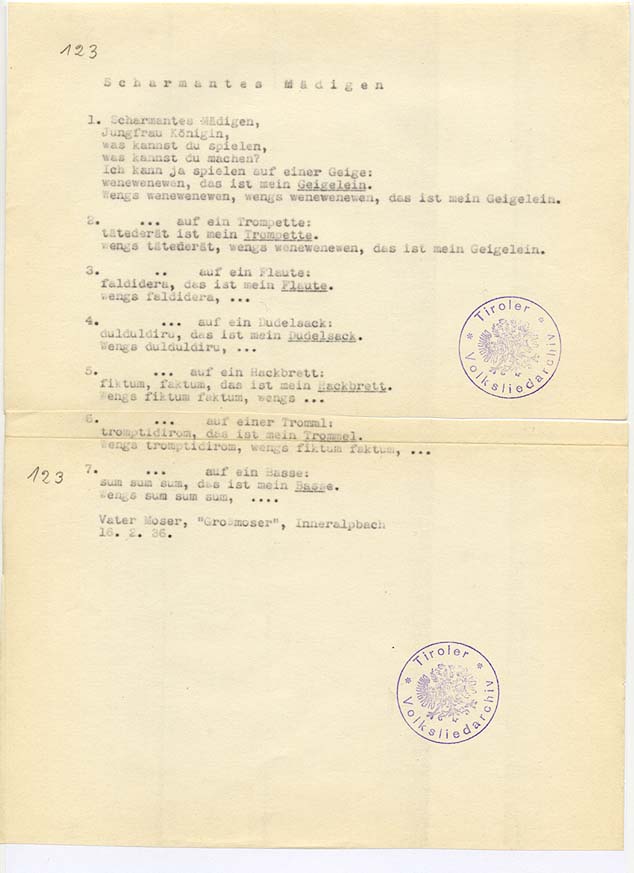 123
Scharmantes Mädigen
1. Scharmantes Mädigen,
Jungfrau Königin,
was kannst du spielen,
was kannst du machen?
Ich kann ja spielen auf einer Geige:
wenewenewen, das ist mein Geigelein.
Wengs wenewenewen, wengs wenewenewen, das ist mein Geigelein.
2. ... auf ein Trompette:
tätederät ist mein Trompette.
wengs tätederät, wengs wenewenewen, das ist mein Geigelein.
3. .. auf ein Flaute:
faldidera, das ist mein Flaute.
wengs faldidera, ...
4. ... auf ein Dudelsack:
dulduldiru, das ist mein Dudelsack.
Wengs dulduldiru, ...
5. ... auf ein Hackbrett:
fiktum, faktum, das ist mein Hackbrett.
Wengs fiktum faktum, wengs ...
6. ... auf einer Tromml:
tromptidirom, das ist mein Trommel.
Wengs tromptidirom, wengs fiktum faktum, ...
123
7. ... auf ein Basse:
sum sum sum, das ist mein Basse.
Wengs sum sum sum, ....
Vater Moser, "Großmoser", Inneralpbach
16. 2. 36.
* Tiroler *
Volksliedarchiv
* Tiroler *
Volksliedarchiv